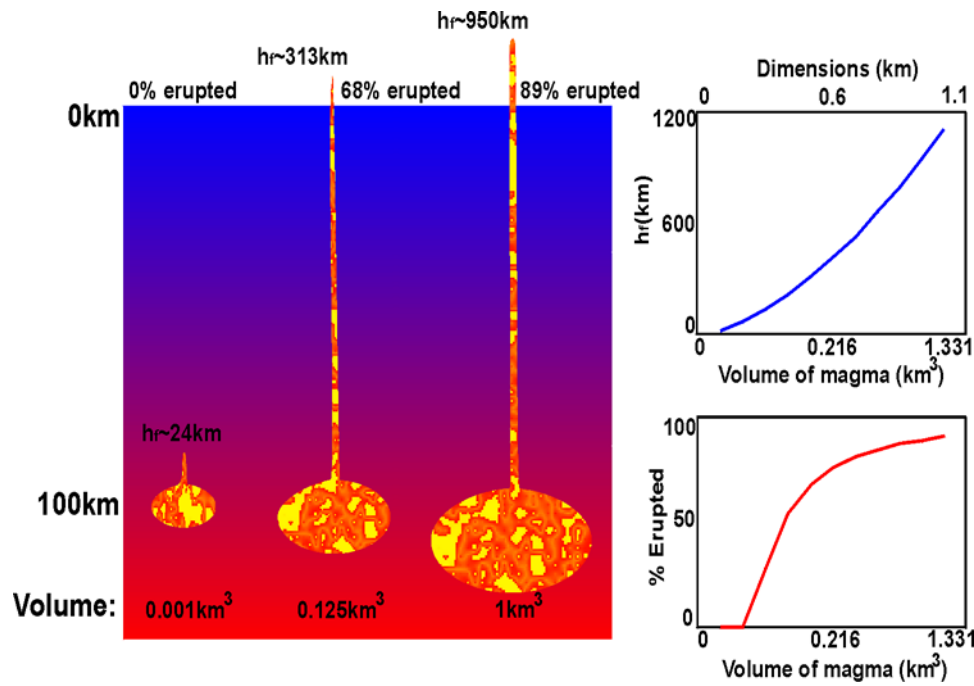 hf~950km
hf~313km
0% erupted
68% erupted
89% erupted
0km
hf~24km
100km
Volume:
0.001km³
0.125km³
1km³
Dimensions (km)
0
0.6
1.1
1200
600
0
hf(km)
0
0.216
1.331
Volume of magma (km³)
100
50
0
% Erupted
0
0.216
1.331
Volume of magma (km³)